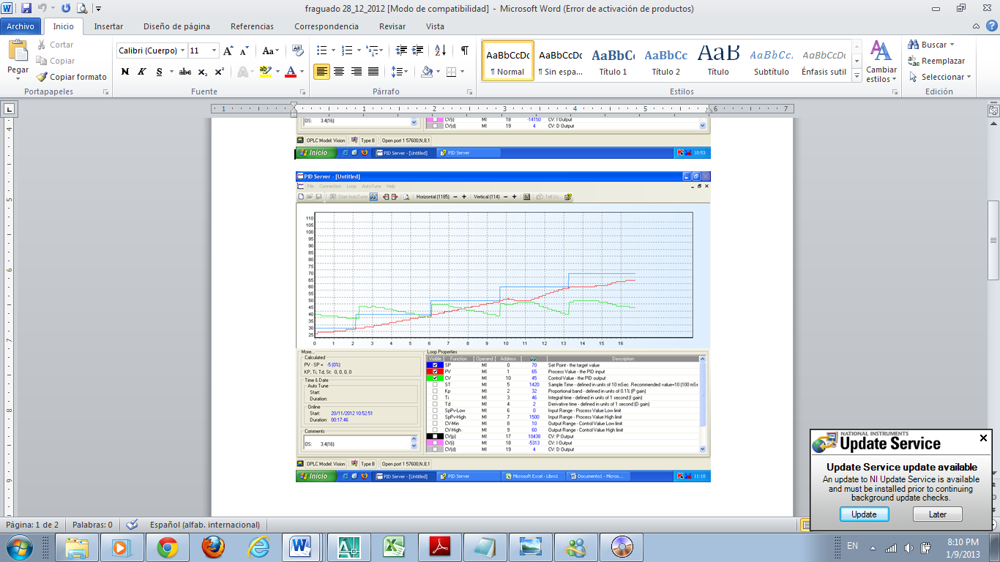 fraguado 28_12_2012 [Modo de compatibilidad] - Microsoft Word (Error de activación de productos)
Archivo Inicio Insertar Diseño de página Referencias Correspondencia Revisar Vista
Pegar
Cortar
Copiar
Copiar formato
Portapapeles
Calibri (Cuerpo) 11
N K S abc x₂ x²
Fuente
Párrafo
AaBbCcDc AaBbCcDc AaBbC AaBbCc AaB AaBbCc. AaBbCcDc
¶ Normal ¶ Sin espa... Título 1 Título 2 Título Subtítulo Énfasis sutil
Estilos
Cambiar estilos
Buscar
Reemplazar
Seleccionar
Edición
1 1 2 3 4 5 6 7
4
5
6
7
8
9
OS: 3.4(16)
CV(i) MI 18 -14150 CV: I Output
CV(d) MI 19 4 CV: D Output
OPLC Model: Vision Type B Open port 1 57600,N,8,1
Inicio PID Server - [Untitled] PID Server 10:53
PID Server - [Untitled]
File Connection Loop AutoTune Help
Start AutoTune Horizontal (1185) Vertical (114) Tell Us...
110
105
100
95
90
85
80
75
70
65
60
55
50
45
40
35
30
25
0 1 2 3 4 5 6 7 8 9 10 11 12 13 14 15 16
More...
Calculated
PV - SP = -5 (0%)
KP, Ti, Td, St: 0, 0, 0, 0
Time & Date
Auto Tune
Start:
Duration:
Online
Start: 20/11/2012 10:52:51
Duration: 00:17:46
Comments
OS: 3.4(16)
Loop Properties
Visible Function Operand Address Description
SP MI 0 70 Set Point - the target value
PV MI 1 65 Process Value - the PID input
CV MI 10 45 Control Value - the PID output
ST MI 5 1420 Sample Time - defined in units of 10 mSec .Recommended value=10 (100 mSe
Kp MI 2 32 Proportional band - defined in units of 0.1% (P gain)
Ti MI 3 46 Integral time - defined in units of 1 second (I gain)
Td MI 4 2 Derivative time - defined in units of 1 second (D gain)
SpPv-Low MI 6 0 Input Range - Process Value Low limit
SpPv-High MI 7 1500 Input Range - Process Value High limit
CV-Min MI 8 10 Output Range - Control Value Low limit
CV-High MI 9 60 Output Range - Control Value High limit
CV(p) MI 17 10438 CV: P Output
CV(i) MI 18 -5313 CV: I Output
CV(d) MI 19 4 CV: D Output
OPLC Model: Vision Type B Open port 1 57600,N,8,1
Inicio PID Server - [Untitled] PID Server Microsoft Excel - Libro1 Documento1 - Micros... 11:10
NATIONAL INSTRUMENTS
Update Service
Update Service update available
An update to NI Update Service is available
and must be installed prior to continuing
background update checks.
Update Later
Página: 1 de 2 Palabras: 0 Español (alfab. internacional)
EN 8:10 PM
1/9/2013